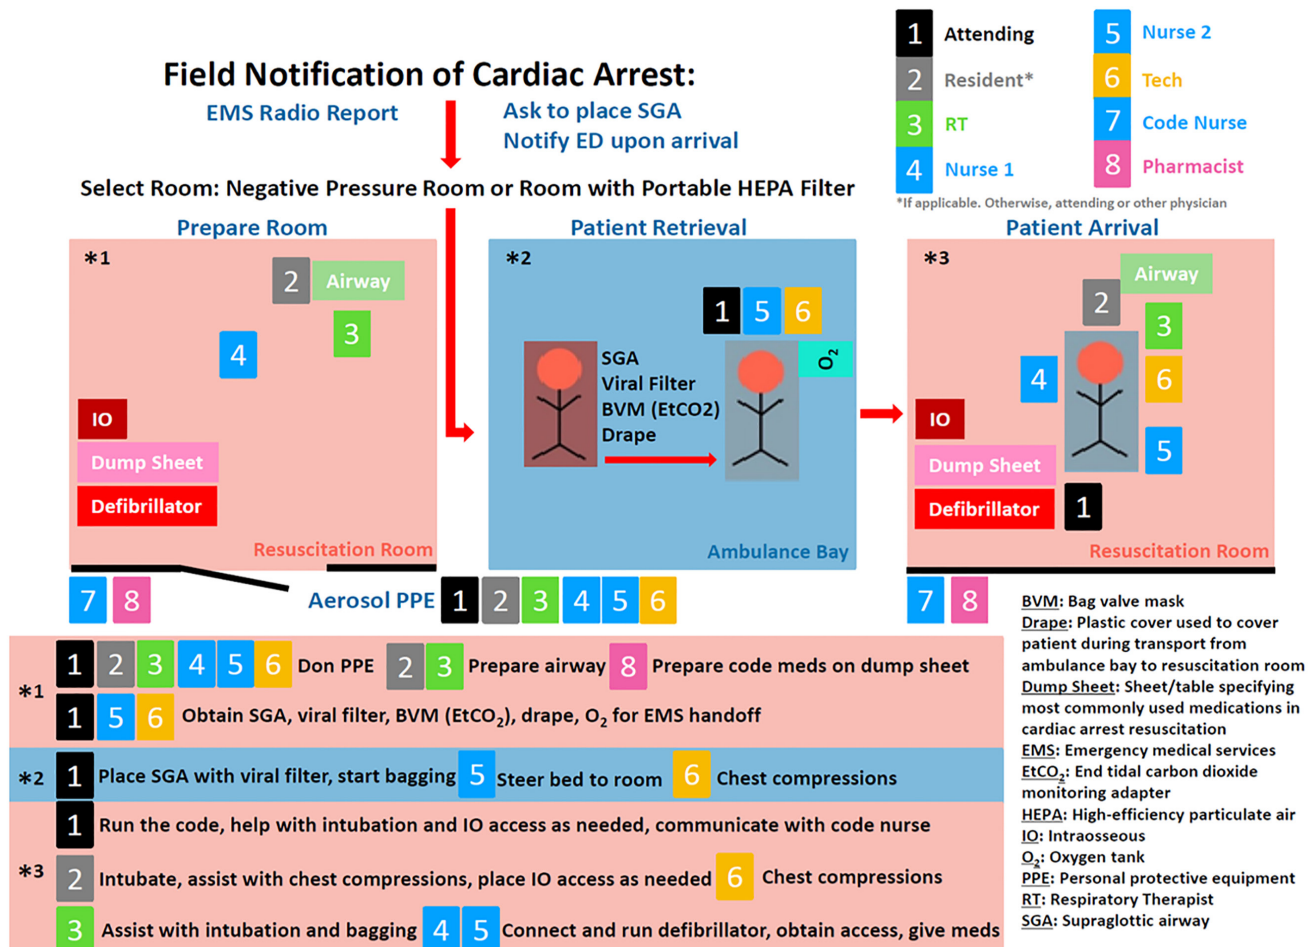 Field Notification of Cardiac Arrest:
EMS Radio Report
Ask to place SGA
Notify ED upon arrival
Select Room: Negative Pressure Room or Room with Portable HEPA Filter
1 Attending
2 Resident*
3 RT
4 Nurse 1
5 Nurse 2
6 Tech
7 Code Nurse
8 Pharmacist
*If applicable. Otherwise, attending or other physician
Prepare Room
*1
2 Airway
3
4
IO
Dump Sheet
Defibrillator
Resuscitation Room
7 8
Patient Retrieval
*2
1 5 6
O2
SGA
Viral Filter
BVM (EtCO2)
Drape
Ambulance Bay
Patient Arrival
*3
Airway
2
3
4 6
5
IO
Dump Sheet
Defibrillator 1
Resuscitation Room
7 8
Aerosol PPE 1 2 3 4 5 6
*1
1 2 3 4 5 6 Don PPE 2 3 Prepare airway 8 Prepare code meds on dump sheet
1 5 6 Obtain SGA, viral filter, BVM (EtCO2), drape, O2 for EMS handoff
*2
1 Place SGA with viral filter, start bagging 5 Steer bed to room 6 Chest compressions
*3
1 Run the code, help with intubation and IO access as needed, communicate with code nurse
2 Intubate, assist with chest compressions, place IO access as needed 6 Chest compressions
3 Assist with intubation and bagging 4 5 Connect and run defibrillator, obtain access, give meds
BVM: Bag valve mask
Drape: Plastic cover used to cover
patient during transport from
ambulance bay to resuscitation room
Dump Sheet: Sheet/table specifying
most commonly used medications in
cardiac arrest resuscitation
EMS: Emergency medical services
EtCO2: End tidal carbon dioxide
monitoring adapter
HEPA: High-efficiency particulate air
IO: Intraosseous
O2: Oxygen tank
PPE: Personal protective equipment
RT: Respiratory Therapist
SGA: Supraglottic airway